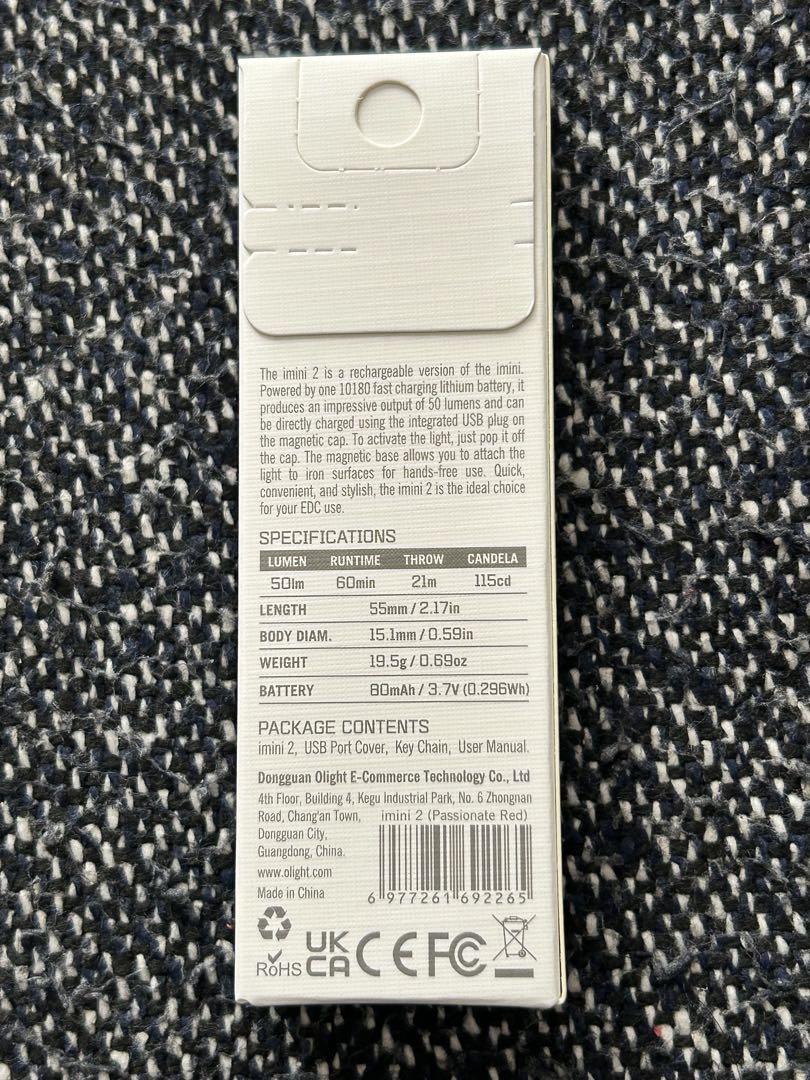 The imini 2 is a rechargeable version of the imini.
Powered by one 10180 fast charging lithium battery, it
produces an impressive output of 50 lumens and can
be directly charged using the integrated USB plug on
the magnetic cap. To activate the light, just pop it off
the cap. The magnetic base allows you to attach the
light to iron surfaces for hands-free use. Quick,
convenient, and stylish, the imini 2 is the ideal choice
for your EDC use.
SPECIFICATIONS
LUMEN RUNTIME THROW CANDELA
50lm 60min 21m 115cd
LENGTH 55mm / 2.17in
BODY DIAM. 15.1mm / 0.59in
WEIGHT 19.5g / 0.69oz
BATTERY 80mAh / 3.7V (0.296Wh)
PACKAGE CONTENTS
imini 2, USB Port Cover, Key Chain, User Manual.
Dongguan Olight E-Commerce Technology Co., Ltd
4th Floor, Building 4, Kegu Industrial Park, No. 6 Zhongnan
Road, Chang'an Town,
Dongguan City,
Guangdong, China.
www.olight.com
Made in China
imini 2 (Passionate Red)
6 977261 692265
RoHS
UK
CA
CE FC